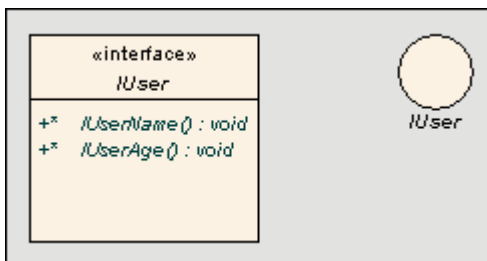 «interface»
IUser
+* IUserName() : void
+* IUserAge() : void
IUser